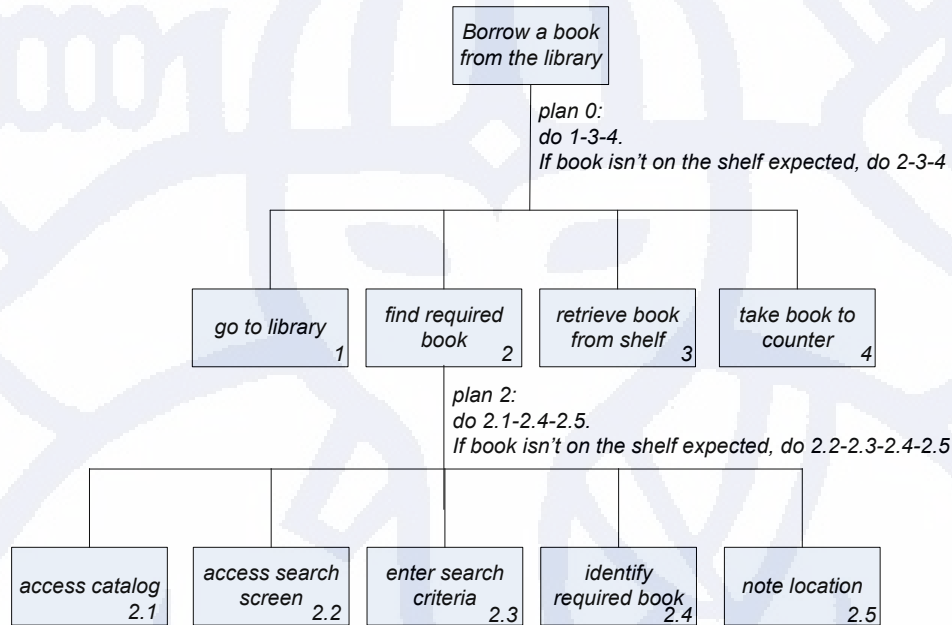 Borrow a book
from the library
plan 0:
do 1-3-4.
If book isn't on the shelf expected, do 2-3-4
go to library
1
find required
book
2
retrieve book
from shelf
3
take book to
counter
4
plan 2:
do 2.1-2.4-2.5.
If book isn't on the shelf expected, do 2.2-2.3-2.4-2.5
access catalog
2.1
access search
screen
2.2
enter search
criteria
2.3
identify
required book
2.4
note location
2.5